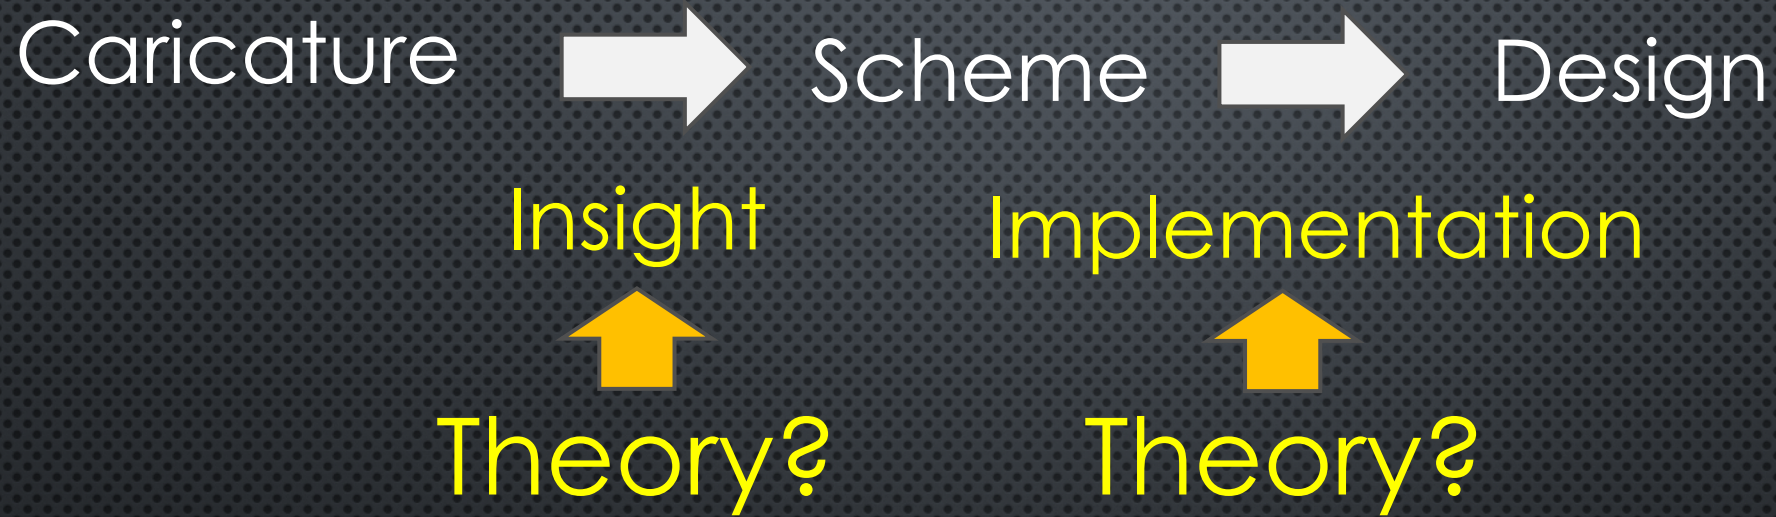 Caricature Scheme Design
Insight Implementation
Theory? Theory?